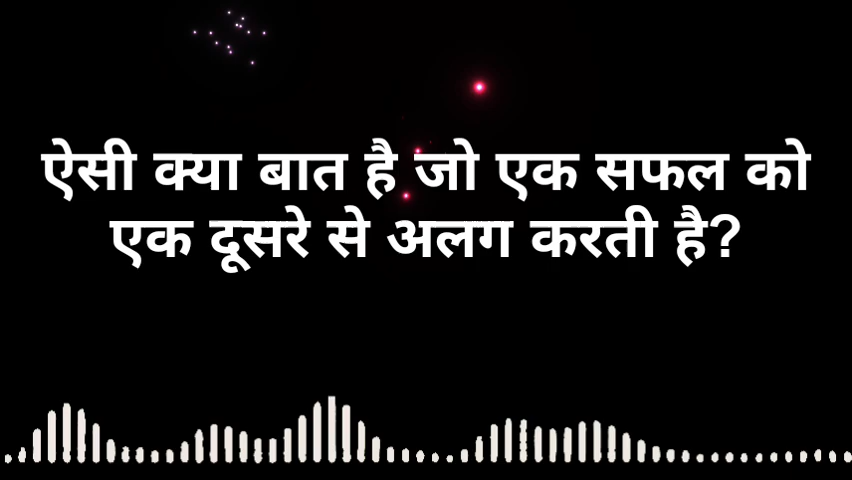 ऐसी क्या बात है जो एक सफल को
एक दूसरे से अलग करती है?